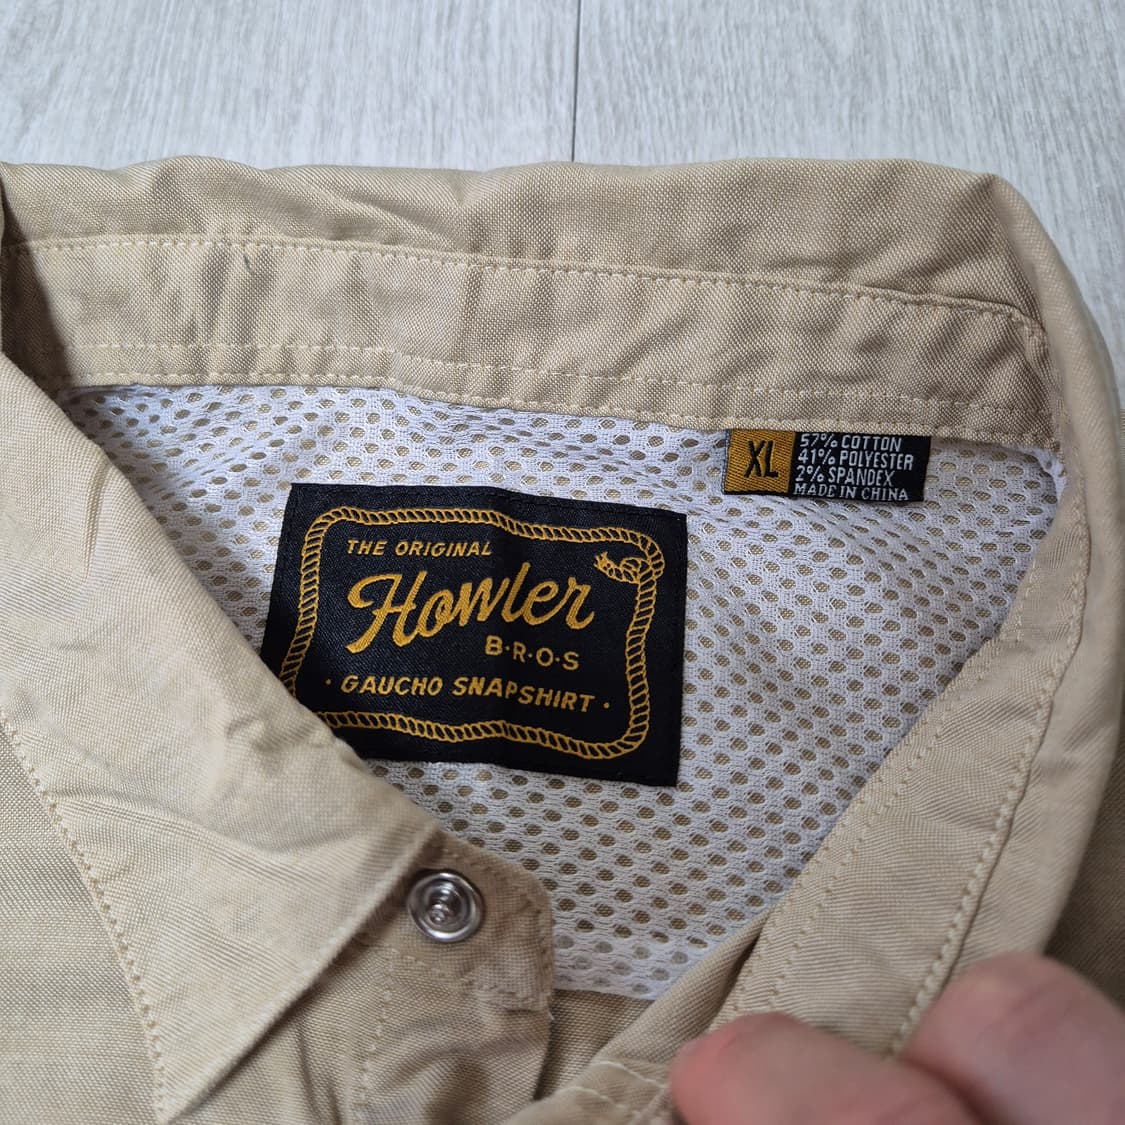 XL
57% COTTON
41% POLYESTER
2% SPANDEX
MADE IN CHINA
THE ORIGINAL
Howler
B·R·O·S
· GAUCHO SNAPSHIRT ·